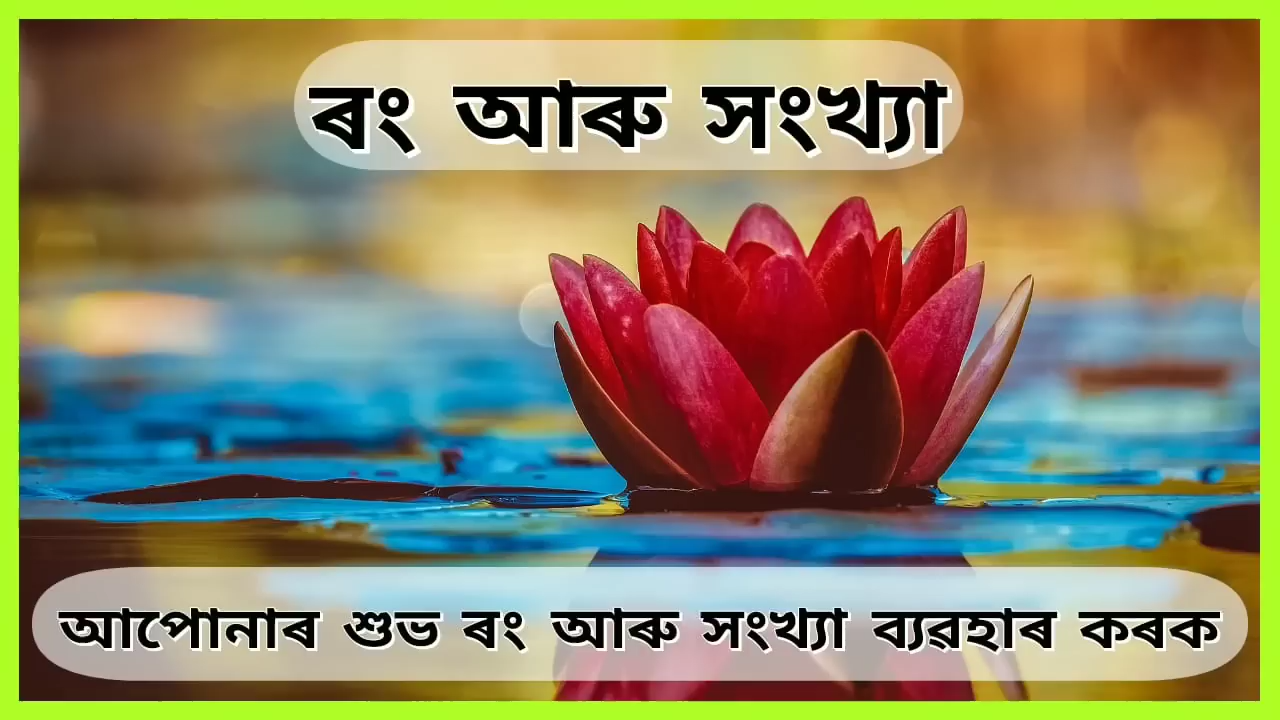 ৰং আৰু সংখ্যা
আপোনাৰ শুভ ৰং আৰু সংখ্যা ব্যৱহাৰ কৰক